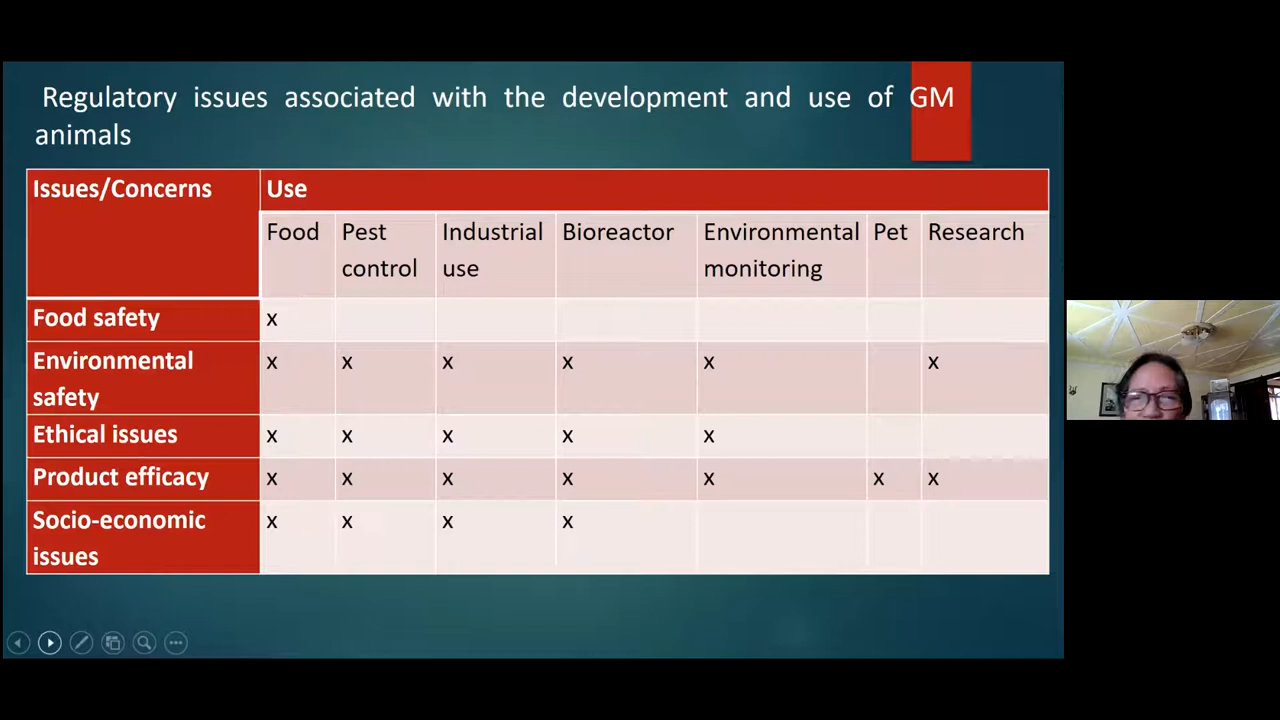 Regulatory issues associated with the development and use of GM
animals
Issues/Concerns Use
Food Pest control Industrial use Bioreactor Environmental monitoring Pet Research
Food safety x
Environmental safety x x x x x x
Ethical issues x x x x x
Product efficacy x x x x x x x
Socio-economic issues x x x x